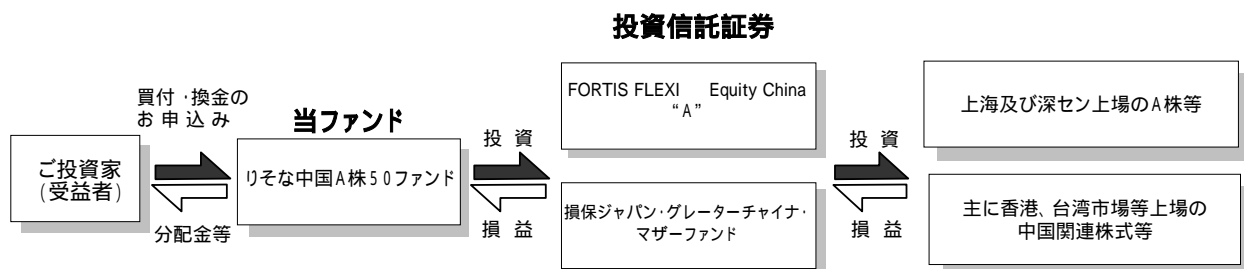 投資信託証券
買付・換金の
お申込み
当ファンド
ご投資家
(受益者)
分配金等
りそな中国A株50ファンド
投 資
損 益
FORTIS FLEXI　Equity China
“A”
損保ジャパン・グレーターチャイナ・
マザーファンド
投 資
損 益
上海及び深セン上場のA株等
主に香港、台湾市場等上場の
中国関連株式等